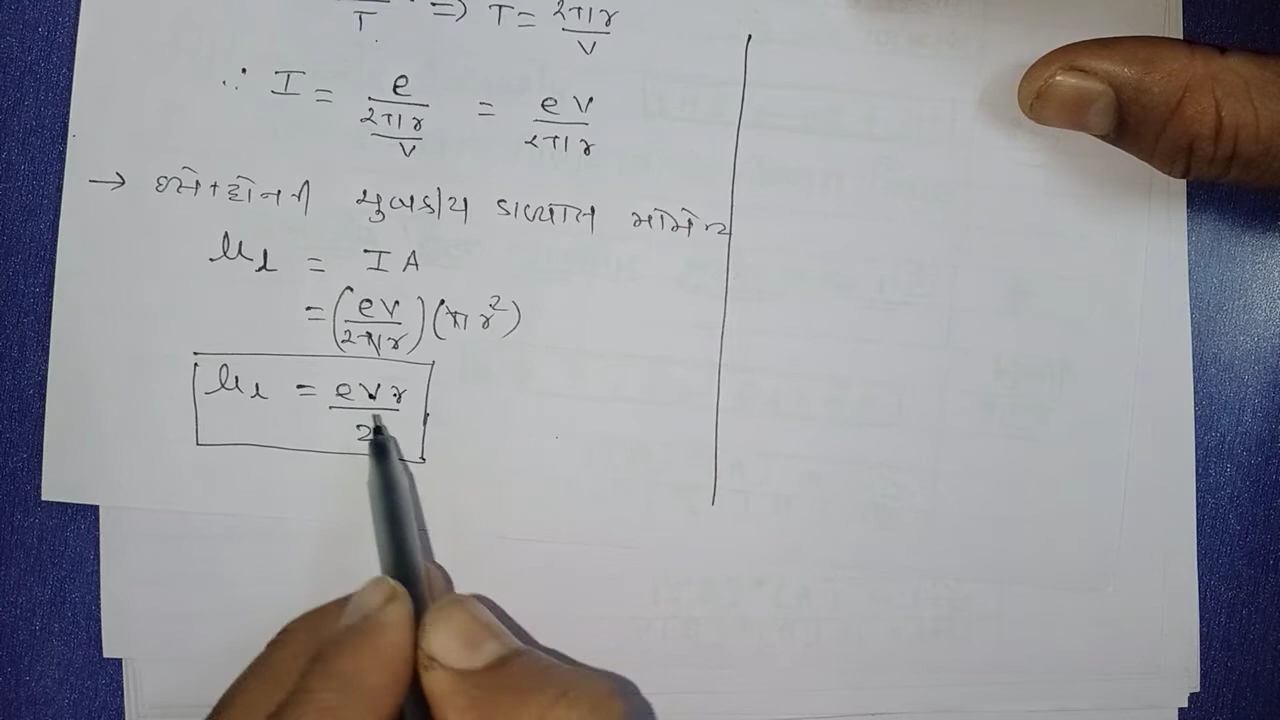 T ⇒ T = 2πr/v
∴ I = e/(2πr/v) = ev/2πr
→ ઇલેક્ટ્રોનની ચુંબકીય ડાયપોલ મોમેન્ટ
μl = IA
= (ev/2πr)(πr²)
μl = evr/2